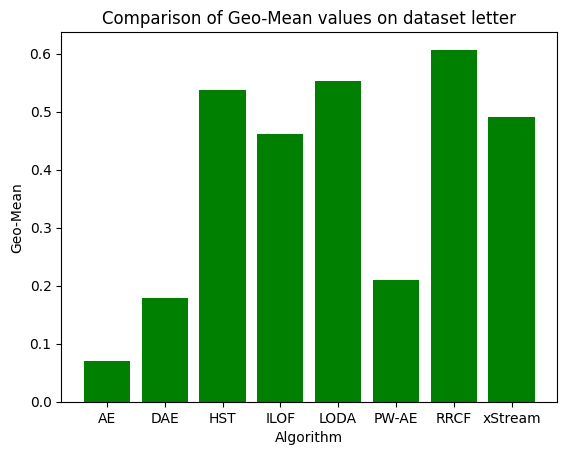 Comparison of Geo-Mean values on dataset letter
0.6
0.5
0.4
0.3
0.2
0.1
0.0
Geo-Mean
AE DAE HST ILOF LODA PW-AE RRCF xStream
Algorithm